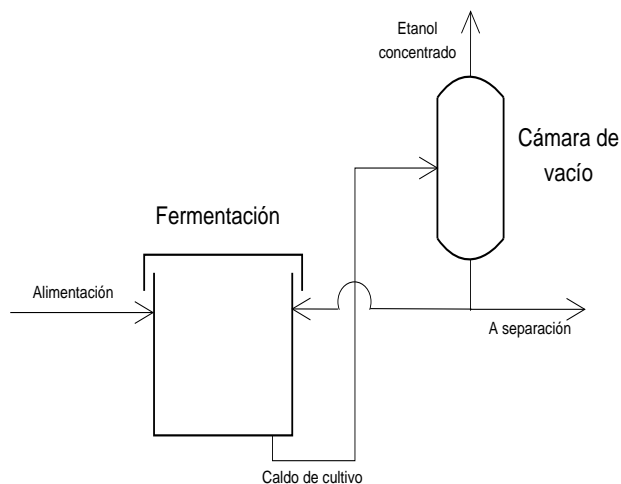 Etanol
concentrado
Cámara de
vacío
Fermentación
Alimentación
A separación
Caldo de cultivo